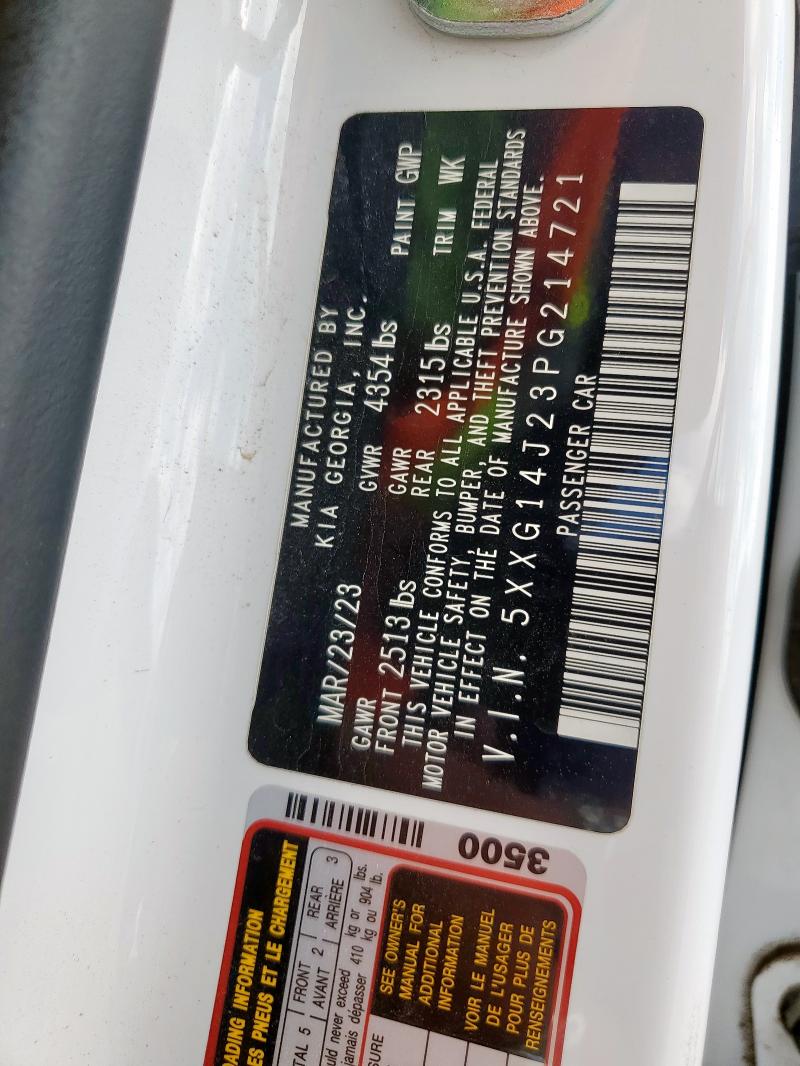 MANUFACTURED BY
MAR/23/23 KIA GEORGIA, INC.
GAWR GVWR 4354 lbs PAINT GWP
FRONT 2513 lbs GAWR REAR 2315 lbs TRIM WK
THIS VEHICLE CONFORMS TO ALL APPLICABLE U.S.A. FEDERAL
MOTOR VEHICLE SAFETY, BUMPER, AND THEFT PREVENTION STANDARDS
IN EFFECT ON THE DATE OF MANUFACTURE SHOWN ABOVE.
V.I.N. 5XXG14J23PG214721
PASSENGER CAR
3500
ADING INFORMATION
ES PNEUS ET LE CHARGEMENT
TAL 5 FRONT AVANT 2 REAR ARRIÈRE 3
uld never exceed 410 kg or 904 lbs.
jamais dépasser 410 kg ou 904 lb.
SURE
SEE OWNER'S
MANUAL FOR
ADDITIONAL
INFORMATION
VOIR LE MANUEL
DE L'USAGER
POUR PLUS DE
RENSEIGNEMENTS